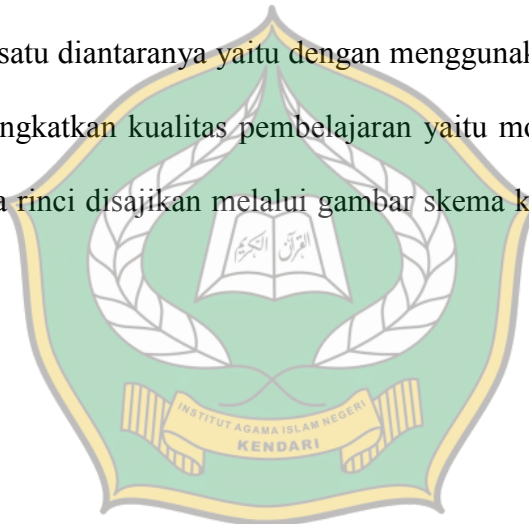 satu diantaranya yaitu dengan menggunak
ngkatkan kualitas pembelajaran yaitu mo
a rinci disajikan melalui gambar skema k
القرآن الكريم
INSTITUT AGAMA ISLAM NEGERI
KENDARI